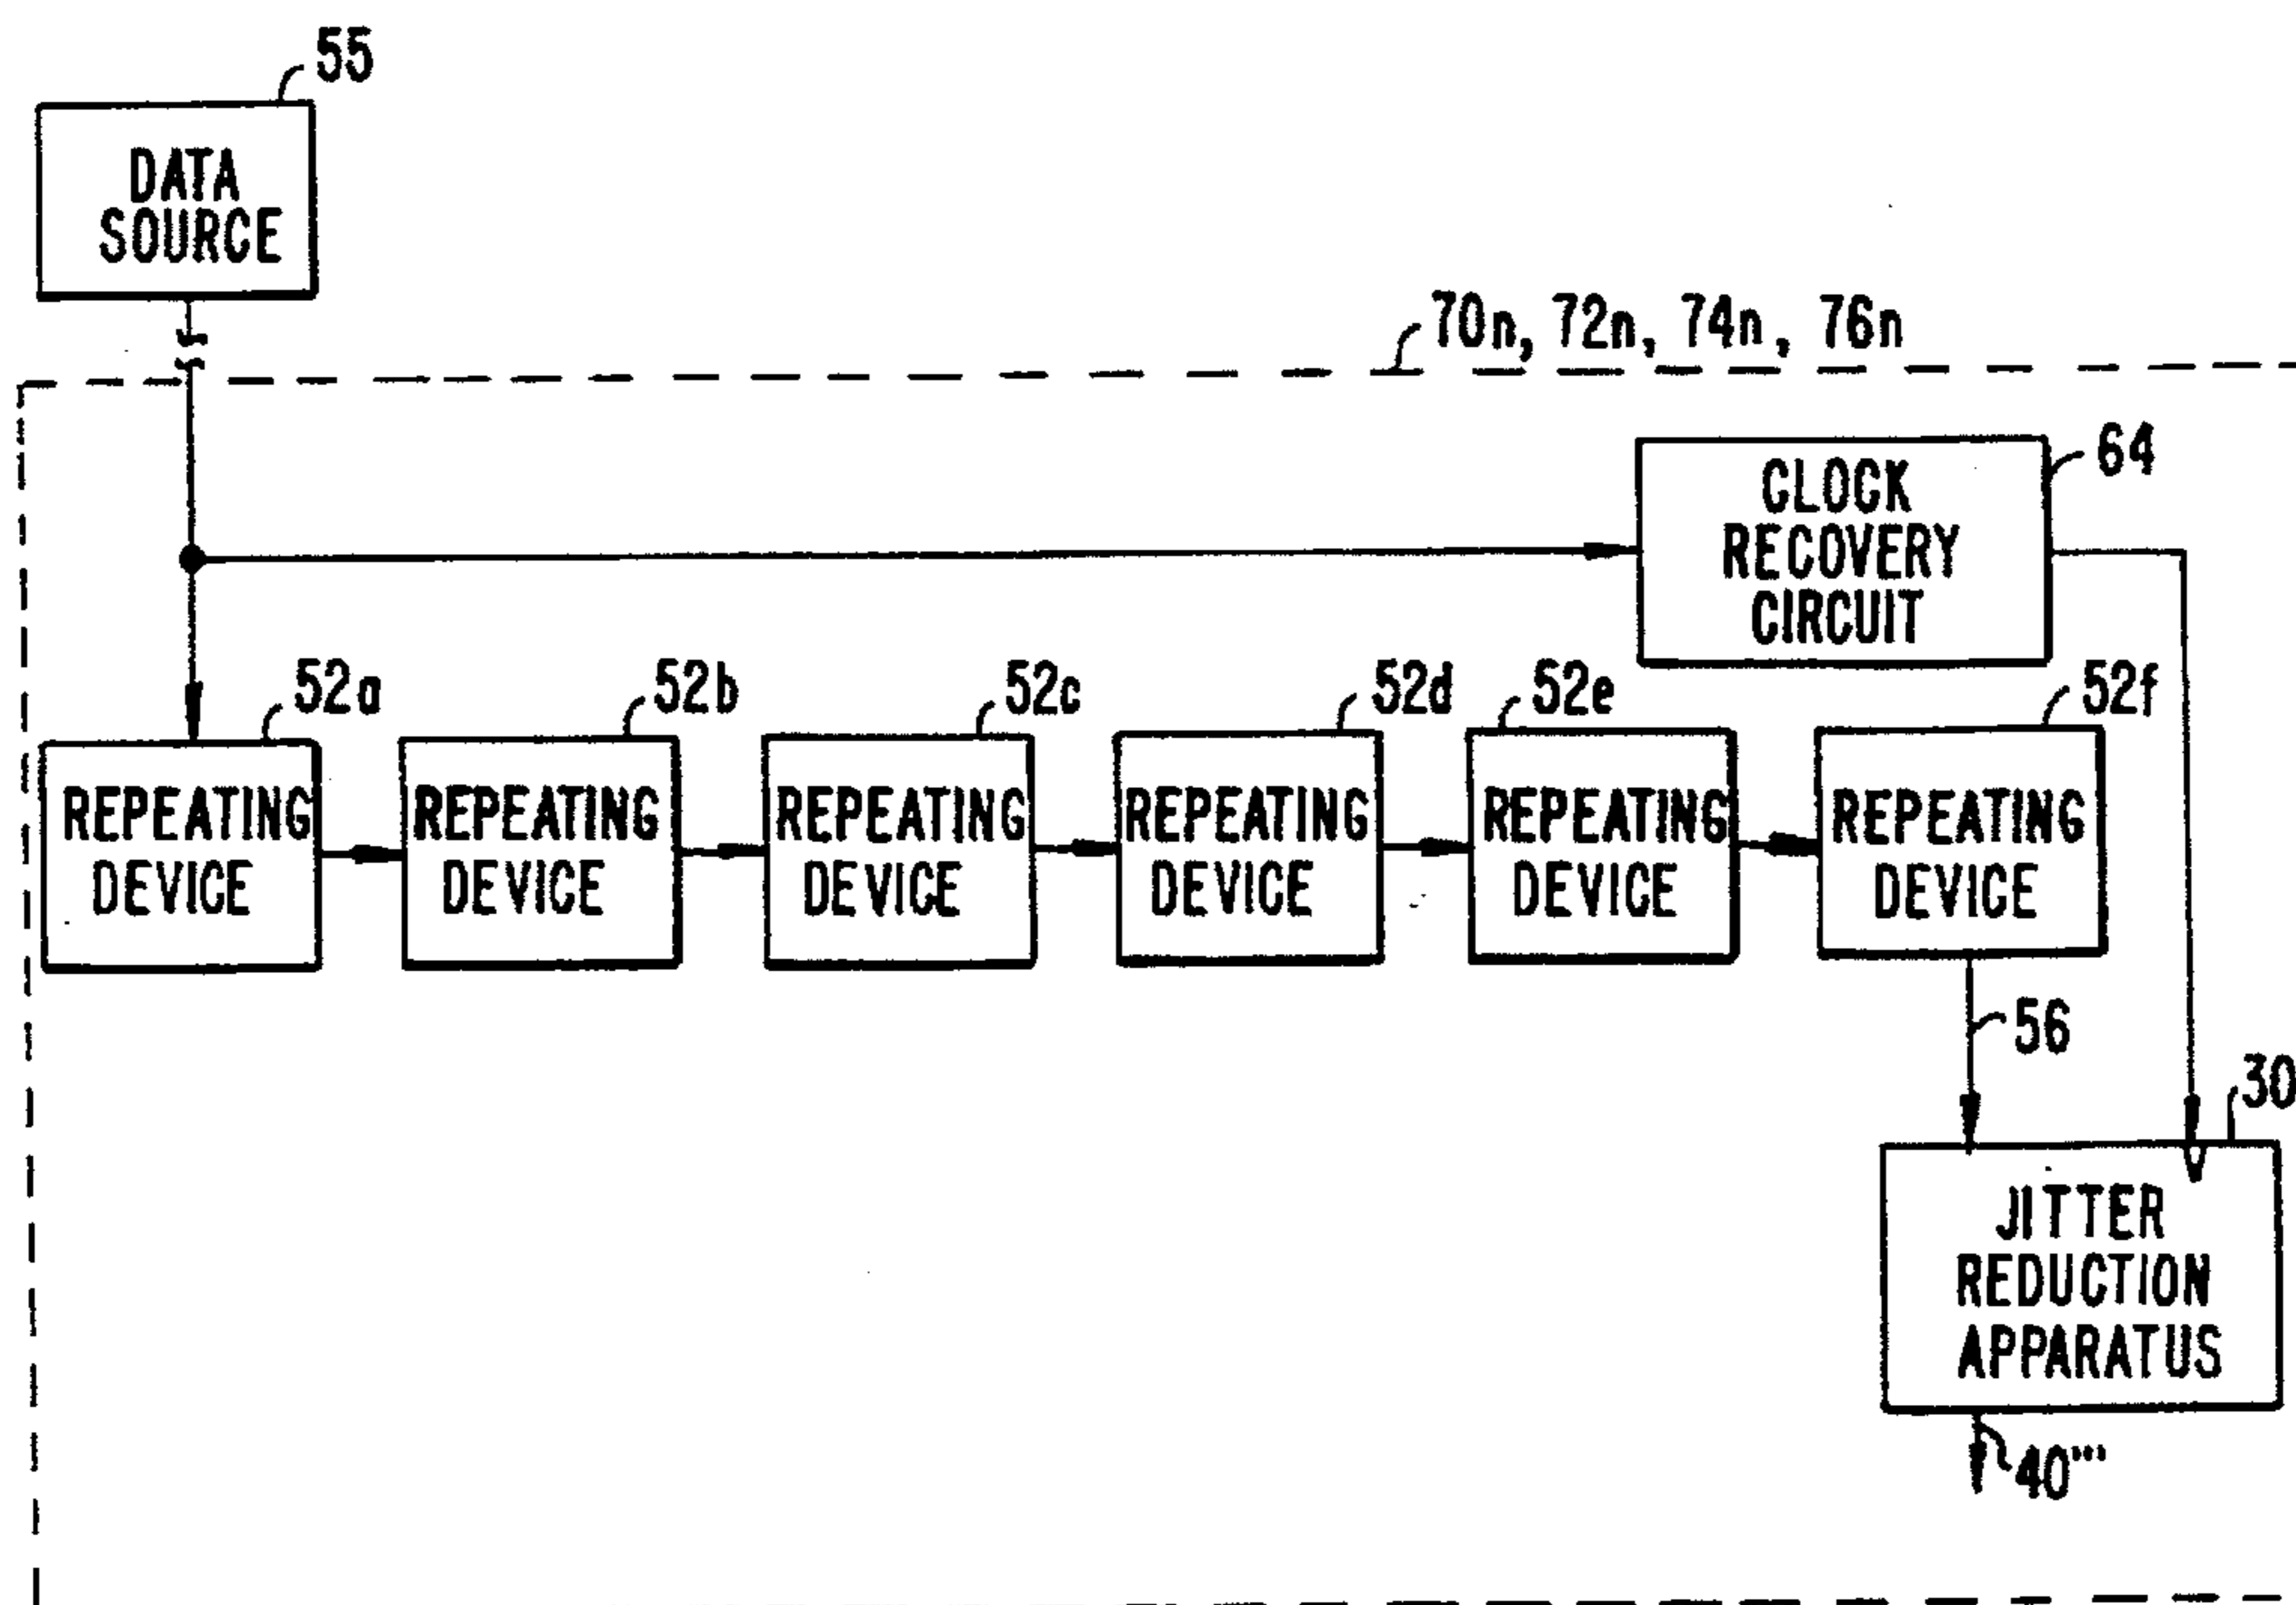 55
DATA
SOURCE
70n, 72n, 74n, 76n
64
CLOCK
RECOVERY
CIRCUIT
52a
52b
52c
52d
52e
52f
REPEATING
DEVICE
REPEATING
DEVICE
REPEATING
DEVICE
REPEATING
DEVICE
REPEATING
DEVICE
REPEATING
DEVICE
56
30
JITTER
REDUCTION
APPARATUS
40'''